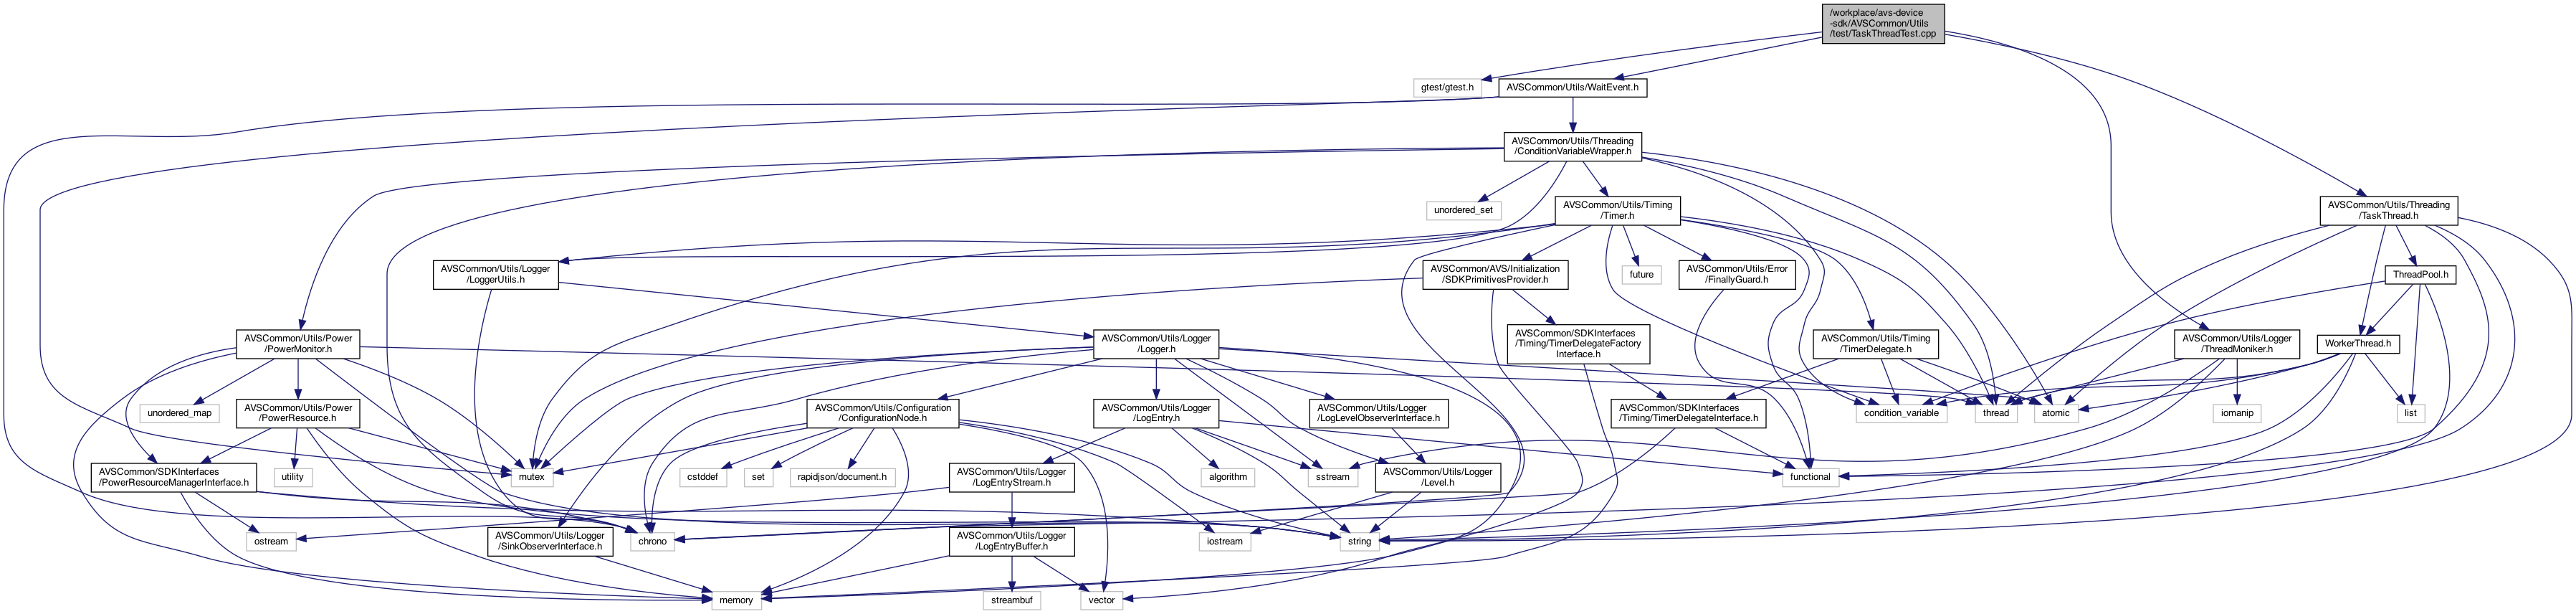 /workplace/avs-device
-sdk/AVSCommon/Utils
/test/TaskThreadTest.cpp
gtest/gtest.h
AVSCommon/Utils/WaitEvent.h
AVSCommon/Utils/Threading
/ConditionVariableWrapper.h
unordered_set
AVSCommon/Utils/Timing
/Timer.h
AVSCommon/Utils/Threading
/TaskThread.h
AVSCommon/Utils/Logger
/LoggerUtils.h
AVSCommon/AVS/Initialization
/SDKPrimitivesProvider.h
future
AVSCommon/Utils/Error
/FinallyGuard.h
ThreadPool.h
AVSCommon/Utils/Power
/PowerMonitor.h
AVSCommon/Utils/Logger
/Logger.h
AVSCommon/SDKInterfaces
/Timing/TimerDelegateFactory
Interface.h
AVSCommon/Utils/Timing
/TimerDelegate.h
AVSCommon/Utils/Logger
/ThreadMoniker.h
WorkerThread.h
unordered_map
AVSCommon/Utils/Power
/PowerResource.h
AVSCommon/Utils/Configuration
/ConfigurationNode.h
AVSCommon/Utils/Logger
/LogEntry.h
AVSCommon/Utils/Logger
/LogLevelObserverInterface.h
AVSCommon/SDKInterfaces
/Timing/TimerDelegateInterface.h
condition_variable
thread
atomic
iomanip
list
AVSCommon/SDKInterfaces
/PowerResourceManagerInterface.h
utility
mutex
cstddef
set
rapidjson/document.h
AVSCommon/Utils/Logger
/LogEntryStream.h
algorithm
sstream
AVSCommon/Utils/Logger
/Level.h
functional
ostream
AVSCommon/Utils/Logger
/SinkObserverInterface.h
chrono
AVSCommon/Utils/Logger
/LogEntryBuffer.h
iostream
string
memory
streambuf
vector